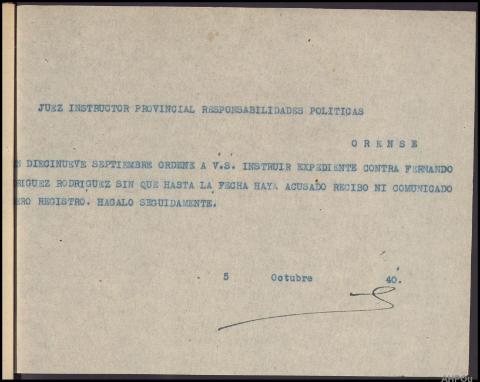 JUEZ INSTRUCTOR PROVINCIAL RESPONSABILIDADES POLITICAS
ORENSE
N DIECINUEVE SEPTIEMBRE ORDENE A V.S. INSTRUIR EXPEDIENTE CONTRA FERNANDO
RIGUEZ RODRIGUEZ SIN QUE HASTA LA FECHA HAYA ACUSADO RECIBO NI COMUNICADO
ERO REGISTRO. HAGALO SEGUIDAMENTE.
5 Octubre 40.
AHPOu